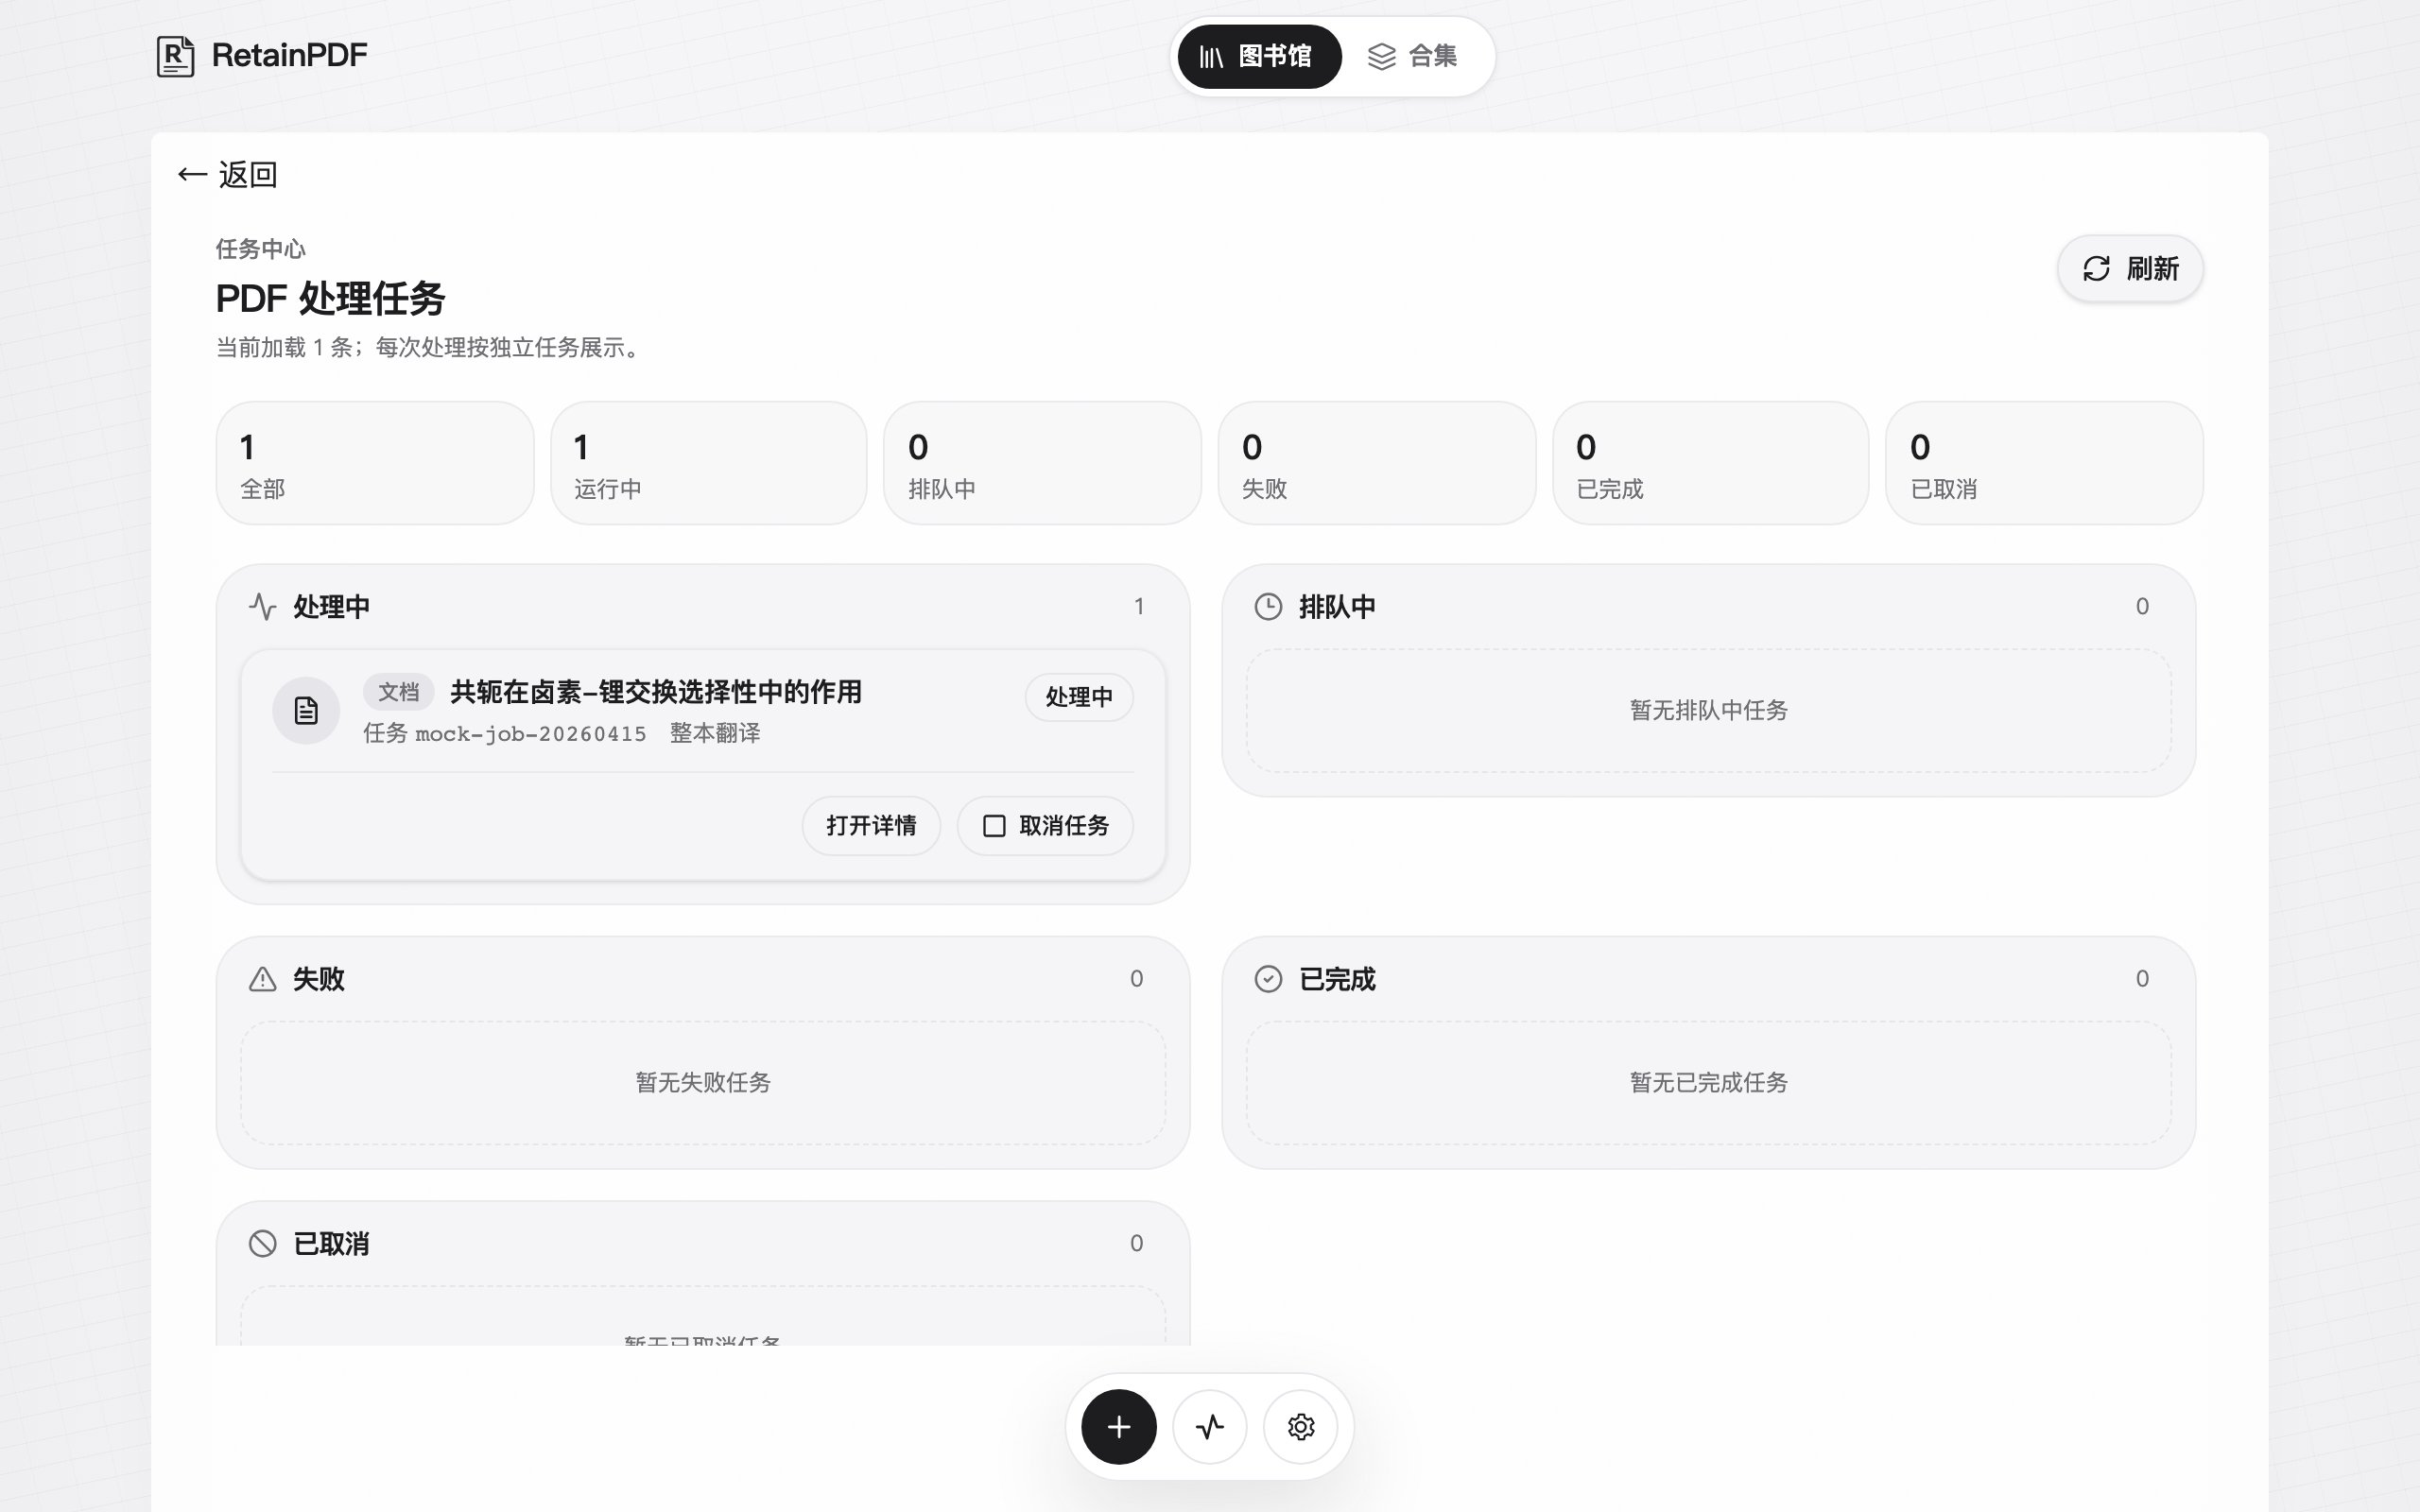 RetainPDF
图书馆
合集
← 返回
任务中心
PDF 处理任务
当前加载 1 条；每次处理按独立任务展示。
刷新
1
全部
1
运行中
0
排队中
0
失败
0
已完成
0
已取消
处理中
1
文档 共轭在卤素–锂交换选择性中的作用
处理中
任务 mock-job-20260415 整本翻译
打开详情
取消任务
排队中
0
暂无排队中任务
失败
0
暂无失败任务
已完成
0
暂无已完成任务
已取消
0
暂无已取消任务